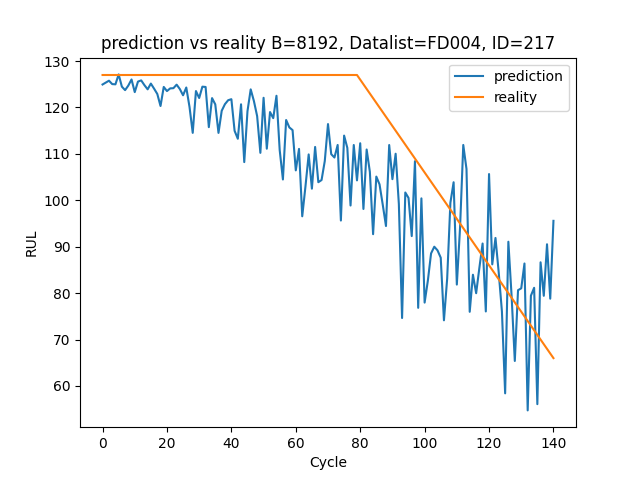 prediction vs reality B=8192, Datalist=FD004, ID=217
prediction
reality
130
120
110
100
90
80
70
60
RUL
0 20 40 60 80 100 120 140
Cycle